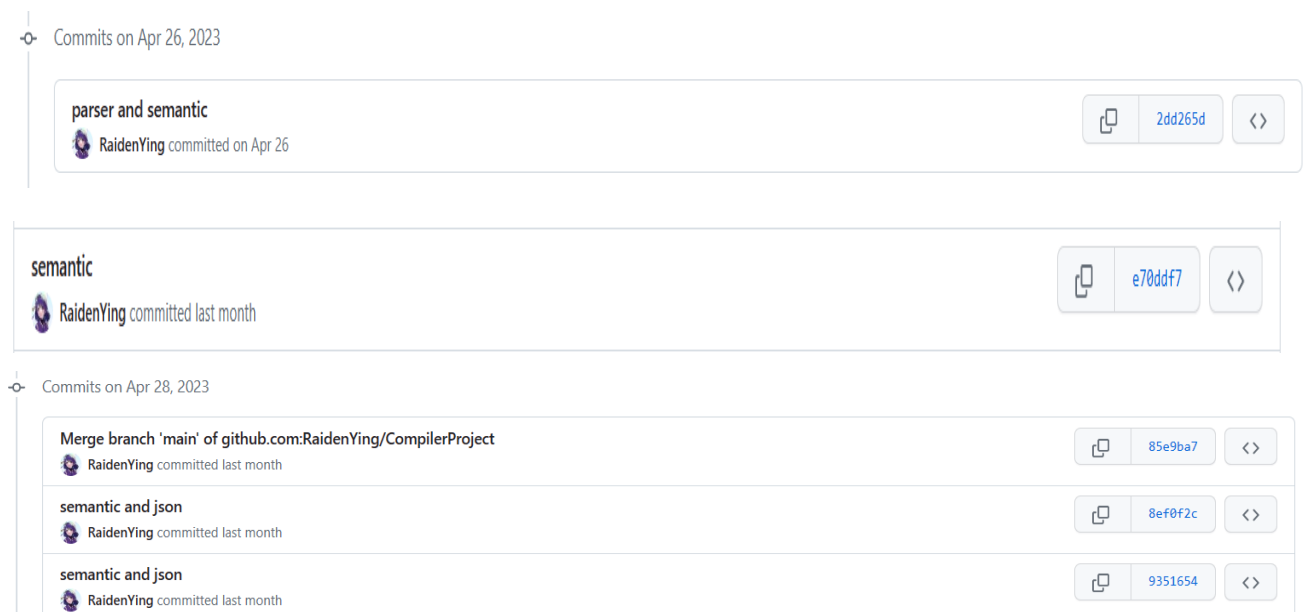 Commits on Apr 26, 2023
parser and semantic
2dd265d
RaidenYing committed on Apr 26
semantic
e70ddf7
RaidenYing committed last month
Commits on Apr 28, 2023
Merge branch 'main' of github.com:RaidenYing/CompilerProject
85e9ba7
RaidenYing committed last month
semantic and json
8ef0f2c
RaidenYing committed last month
semantic and json
9351654
RaidenYing committed last month